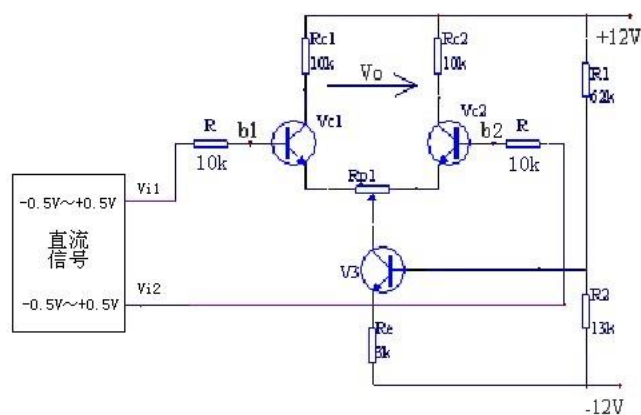 +12V
Rc1
10k
Rc2
10k
R1
62k
Vo
Vc1
Vc2
R
10k
b1
b2
R
10k
Rp1
Vi1
-0.5V～+0.5V
直流
信号
-0.5V～+0.5V
Vi2
V3
R2
13k
Re
3k
-12V